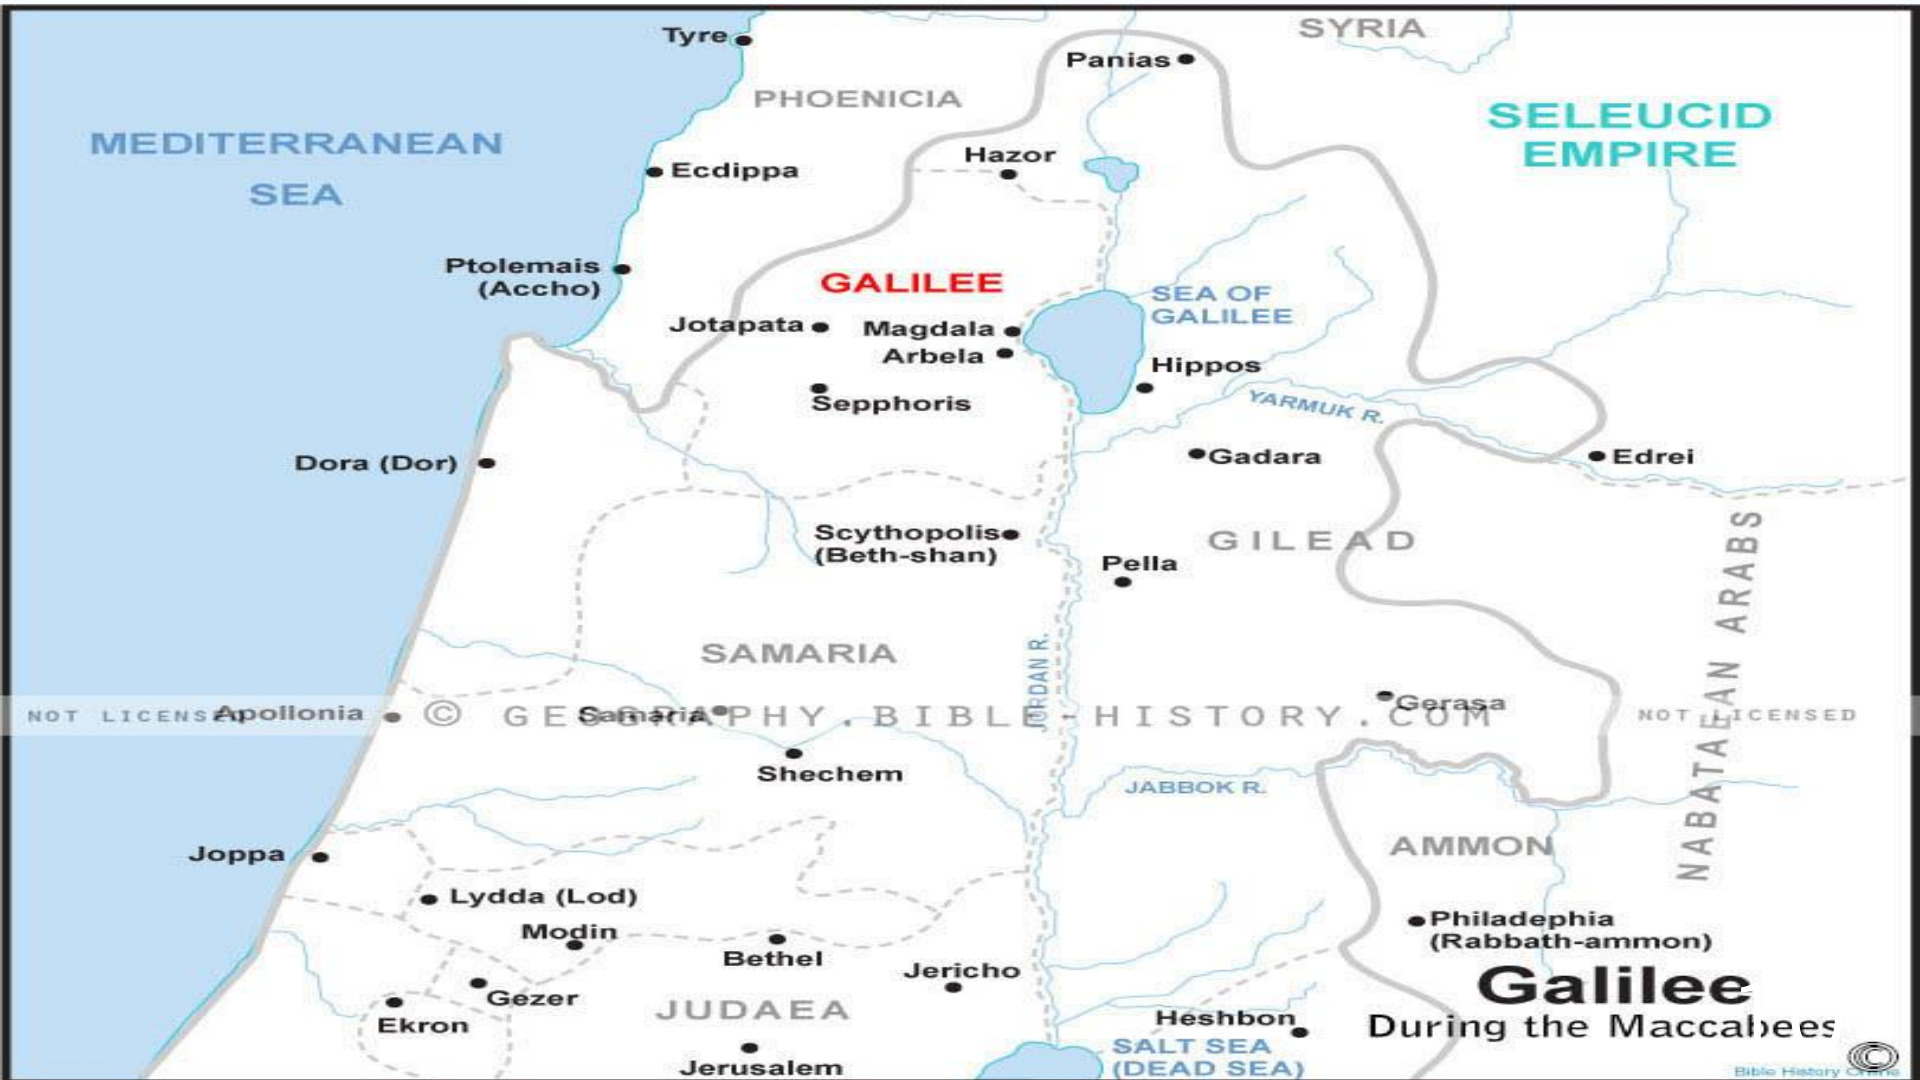 Tyre
SYRIA
Panias
PHOENICIA
SELEUCID
EMPIRE
MEDITERRANEAN
SEA
Hazor
Ecdippa
Ptolemais
(Accho)
GALILEE
SEA OF
GALILEE
Jotapata
Magdala
Arbela
Hippos
Sepphoris
YARMUK R.
Dora (Dor)
Gadara
Edrei
Scythopolis
(Beth-shan)
GILEAD
Pella
NABATAEAN ARABS
SAMARIA
JORDAN R.
Gerasa
Apollonia
Samaria
NOT LICENSED
© GEOGRAPHY.BIBLE-HISTORY.COM
NOT LICENSED
Shechem
JABBOK R.
AMMON
Joppa
Lydda (Lod)
Modin
Philadephia
(Rabbath-ammon)
Bethel
Jericho
Galilee
Gezer
JUDAEA
Ekron
Heshbon
During the Maccabees
Jerusalem
SALT SEA
(DEAD SEA)
©
Bible History Online